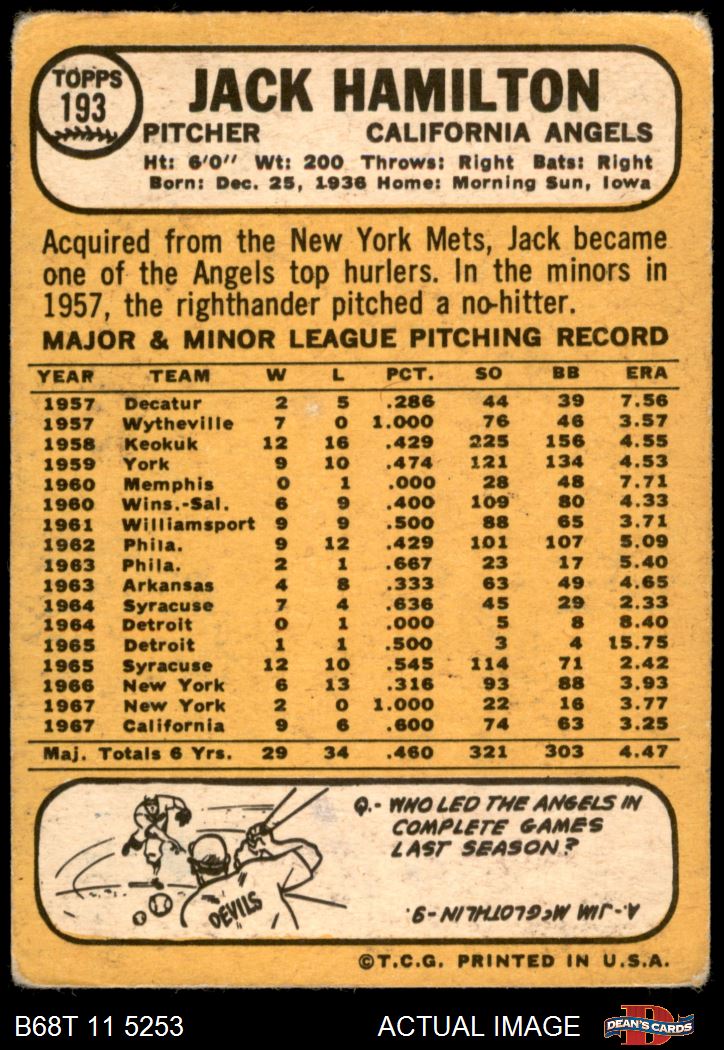 TOPPS
193
JACK HAMILTON
PITCHER CALIFORNIA ANGELS
Ht: 6'0'' Wt: 200 Throws: Right Bats: Right
Born: Dec. 25, 1936 Home: Morning Sun, Iowa
Acquired from the New York Mets, Jack became
one of the Angels top hurlers. In the minors in
1957, the righthander pitched a no-hitter.
MAJOR & MINOR LEAGUE PITCHING RECORD
YEAR TEAM W L PCT. SO BB ERA
1957 Decatur 2 5 .286 44 39 7.56
1957 Wytheville 7 0 1.000 76 46 3.57
1958 Keokuk 12 16 .429 225 156 4.55
1959 York 9 10 .474 121 134 4.53
1960 Memphis 0 1 .000 28 48 7.71
1960 Wins.-Sal. 6 9 .400 109 80 4.33
1961 Williamsport 9 9 .500 88 65 3.71
1962 Phila. 9 12 .429 101 107 5.09
1963 Phila. 2 1 .667 23 17 5.40
1963 Arkansas 4 8 .333 63 49 4.65
1964 Syracuse 7 4 .636 45 29 2.33
1964 Detroit 0 1 .000 5 8 8.40
1965 Detroit 1 1 .500 3 4 15.75
1965 Syracuse 12 10 .545 114 71 2.42
1966 New York 6 13 .316 93 88 3.93
1967 New York 2 0 1.000 22 16 3.77
1967 California 9 6 .600 74 63 3.25
Maj. Totals 6 Yrs. 29 34 .460 321 303 4.47
Q.- WHO LED THE ANGELS IN
COMPLETE GAMES
LAST SEASON?
DEVILS
A.- JIM McGLOTHLIN - 9.
©T.C.G. PRINTED IN U.S.A.
B68T 11 5253 ACTUAL IMAGE DEAN'S CARDS